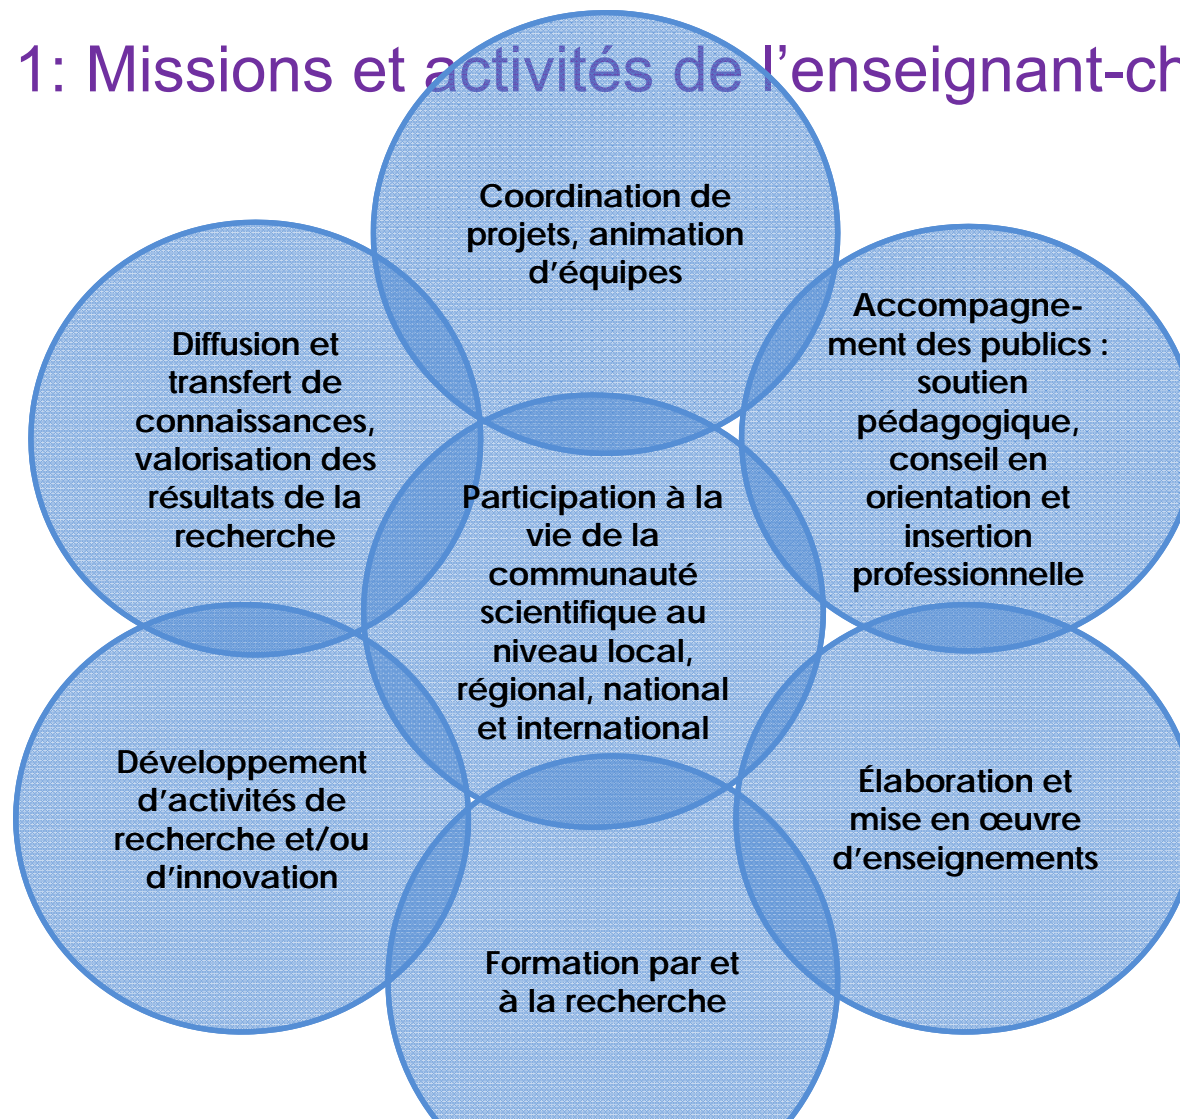 1: Missions et activités de l’enseignant-ch
Coordination de
projets, animation
d’équipes
Accompagne-
ment des publics :
soutien
pédagogique,
conseil en
orientation et
insertion
professionnelle
Diffusion et
transfert de
connaissances,
valorisation des
résultats de la
recherche
Participation à la
vie de la
communauté
scientifique au
niveau local,
régional, national
et international
Développement
d’activités de
recherche et/ou
d’innovation
Élaboration et
mise en œuvre
d’enseignements
Formation par et
à la recherche